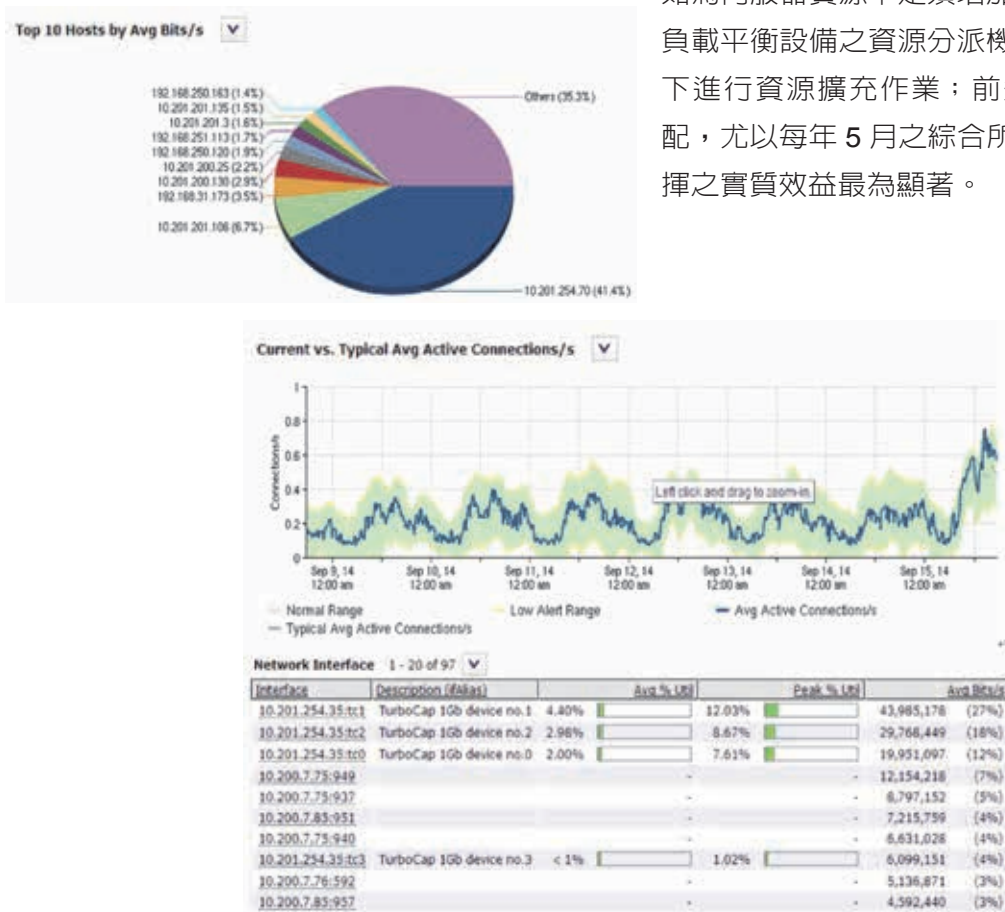 Top 10 Hosts by Avg Bits/s
192.168.250.163 (1.4%)
10.201.201.135 (1.5%)
10.201.201.3 (1.6%)
192.168.251.113 (1.7%)
192.168.250.120 (1.9%)
10.201.200.25 (2.2%)
10.201.200.130 (2.9%)
192.168.31.173 (3.5%)
10.201.201.106 (6.7%)
Others (35.3%)
10.201.254.70 (41.4%)
負載平衡設備之資源分派機
下進行資源擴充作業；前
配，尤以每年 5 月之綜合所
揮之實質效益最為顯著。
Current vs. Typical Avg Active Connections/s
Connections/s
1
0.8
0.6
0.4
0.2
0
Left click and drag to zoom-in.
Sep 9, 14 Sep 10, 14 Sep 11, 14 Sep 12, 14 Sep 13, 14 Sep 14, 14 Sep 15, 14
12:00 am 12:00 am 12:00 am 12:00 am 12:00 am 12:00 am 12:00 am
Normal Range Low Alert Range Avg Active Connections/s
Typical Avg Active Connections/s
Network Interface 1 - 20 of 97
Interface Description (ifAlias) Avg % Util Peak % Util Avg Bits/s
10.201.254.35:tc1 TurboCap 1Gb device no.1 4.40% 12.03% 43,985,178 (27%)
10.201.254.35:tc2 TurboCap 1Gb device no.2 2.98% 8.67% 29,766,449 (18%)
10.201.254.35:tc0 TurboCap 1Gb device no.0 2.00% 7.61% 19,951,097 (12%)
10.200.7.75:949 - - 12,154,218 (7%)
10.200.7.75:937 - - 8,797,152 (5%)
10.200.7.85:951 - - 7,215,759 (4%)
10.200.7.75:940 - - 6,631,028 (4%)
10.201.254.35:tc3 TurboCap 1Gb device no.3 < 1% 1.02% 6,099,151 (4%)
10.200.7.76:592 - - 5,136,871 (3%)
10.200.7.85:957 - - 4,592,440 (3%)